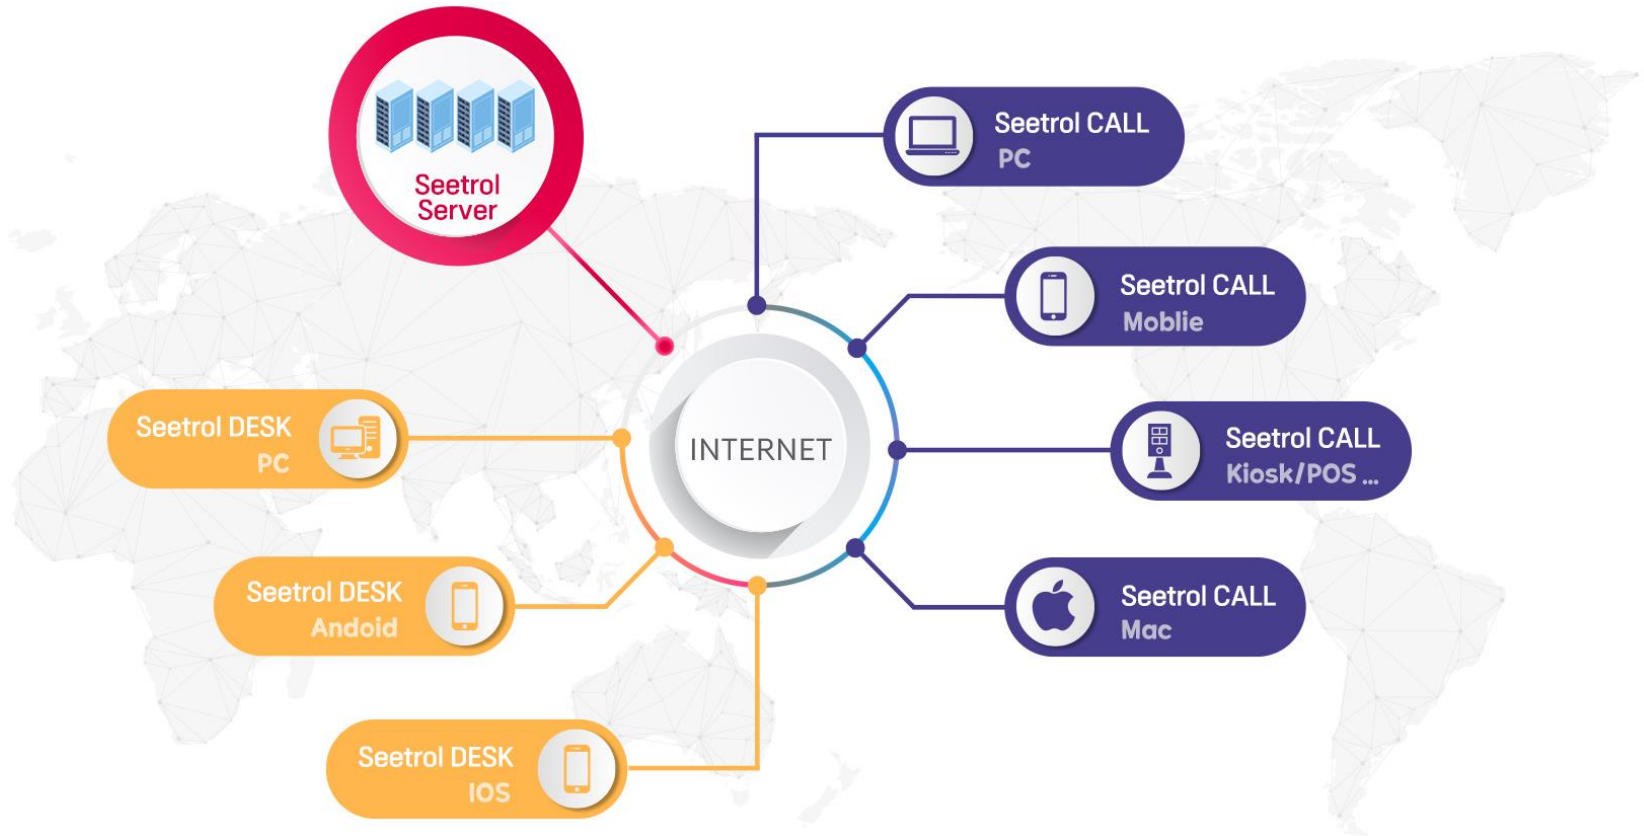 Seetrol
Server
Seetrol CALL
PC
Seetrol CALL
Moblie
Seetrol CALL
Kiosk/POS ...
Seetrol CALL
Mac
INTERNET
Seetrol DESK
PC
Seetrol DESK
Andoid
Seetrol DESK
IOS